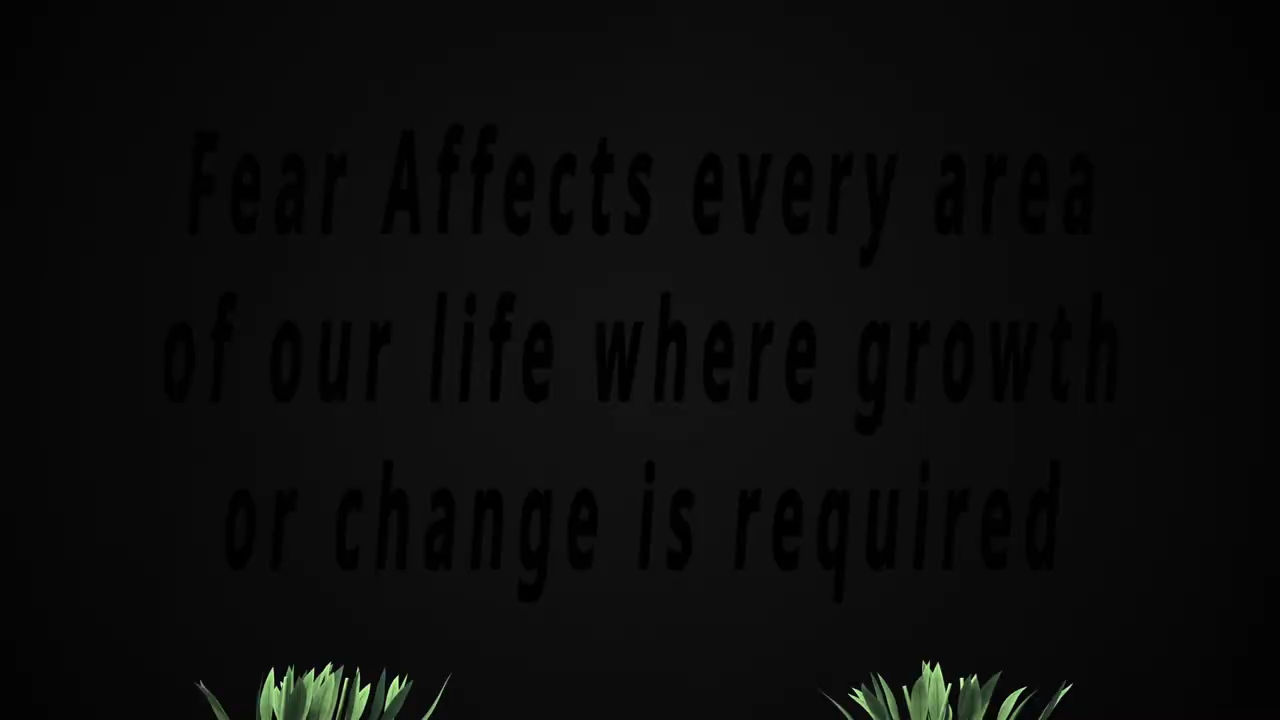 Fear Affects every area
of our life where growth
or change is required